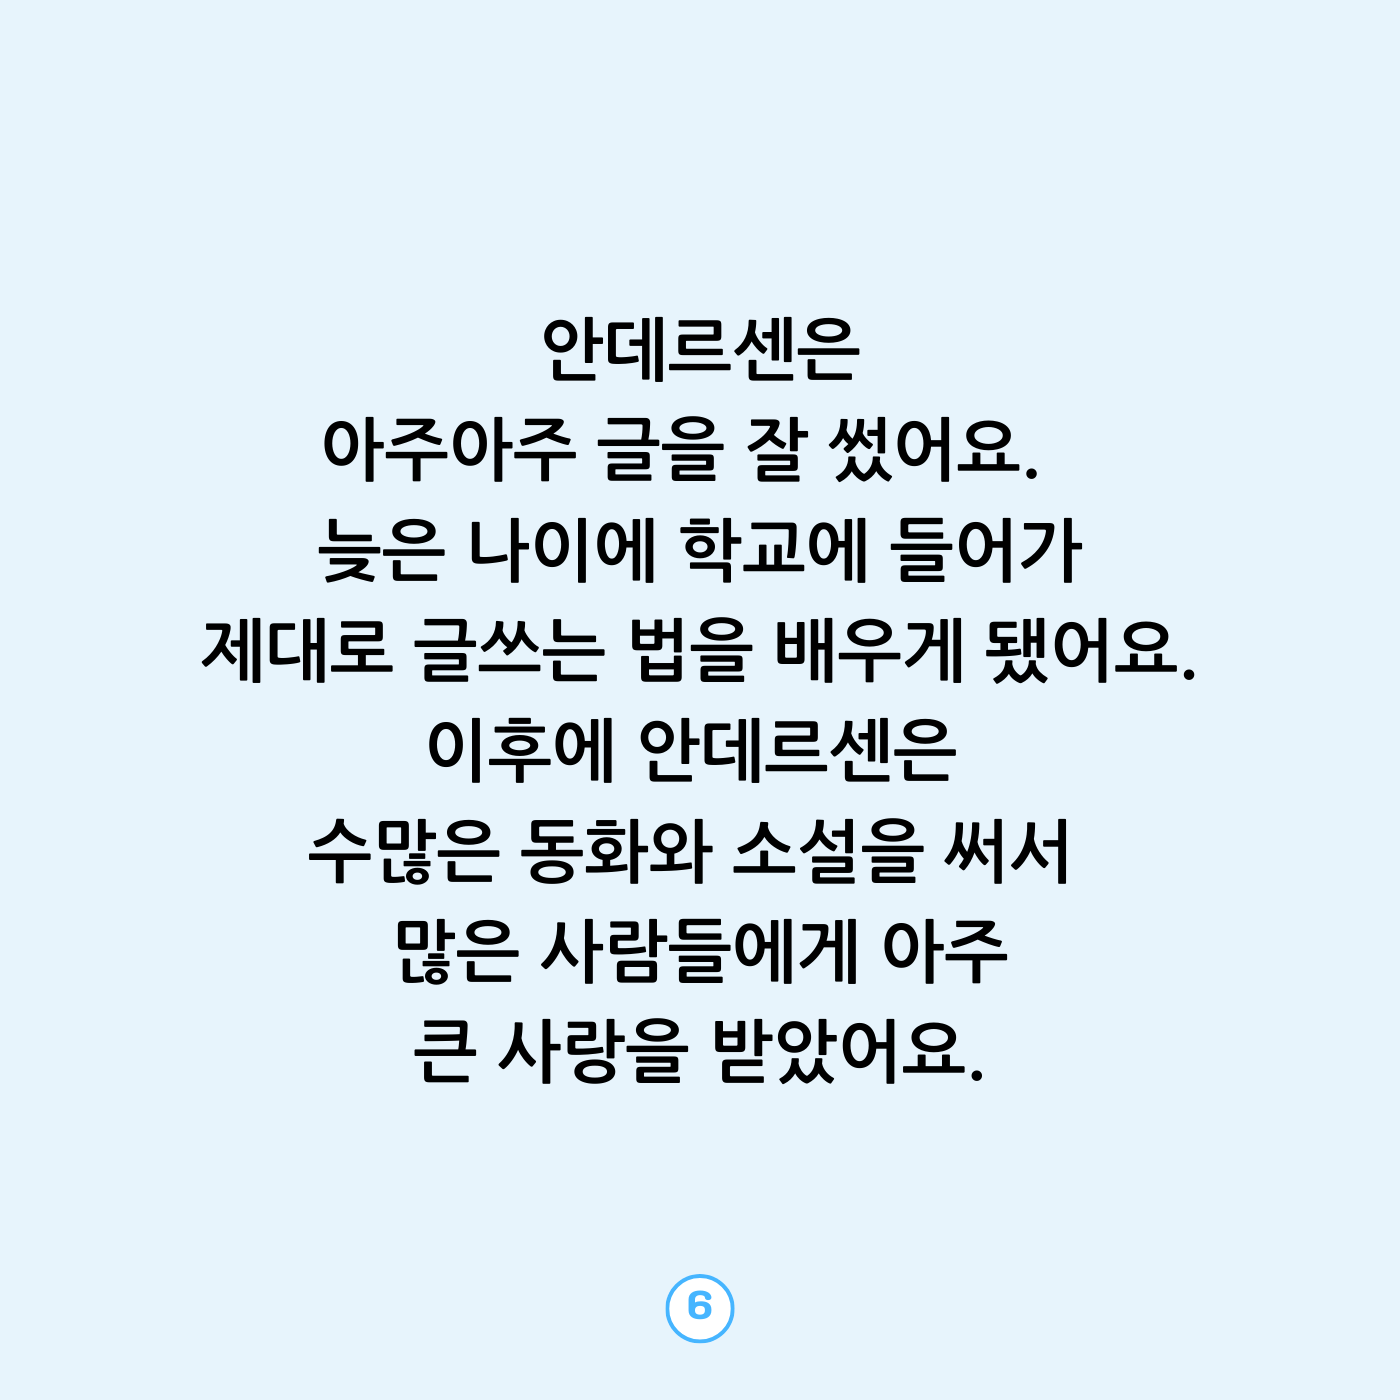 안데르센은
아주아주 글을 잘 썼어요.
늦은 나이에 학교에 들어가
제대로 글쓰는 법을 배우게 됐어요.
이후에 안데르센은
수많은 동화와 소설을 써서
많은 사람들에게 아주
큰 사랑을 받았어요.
6